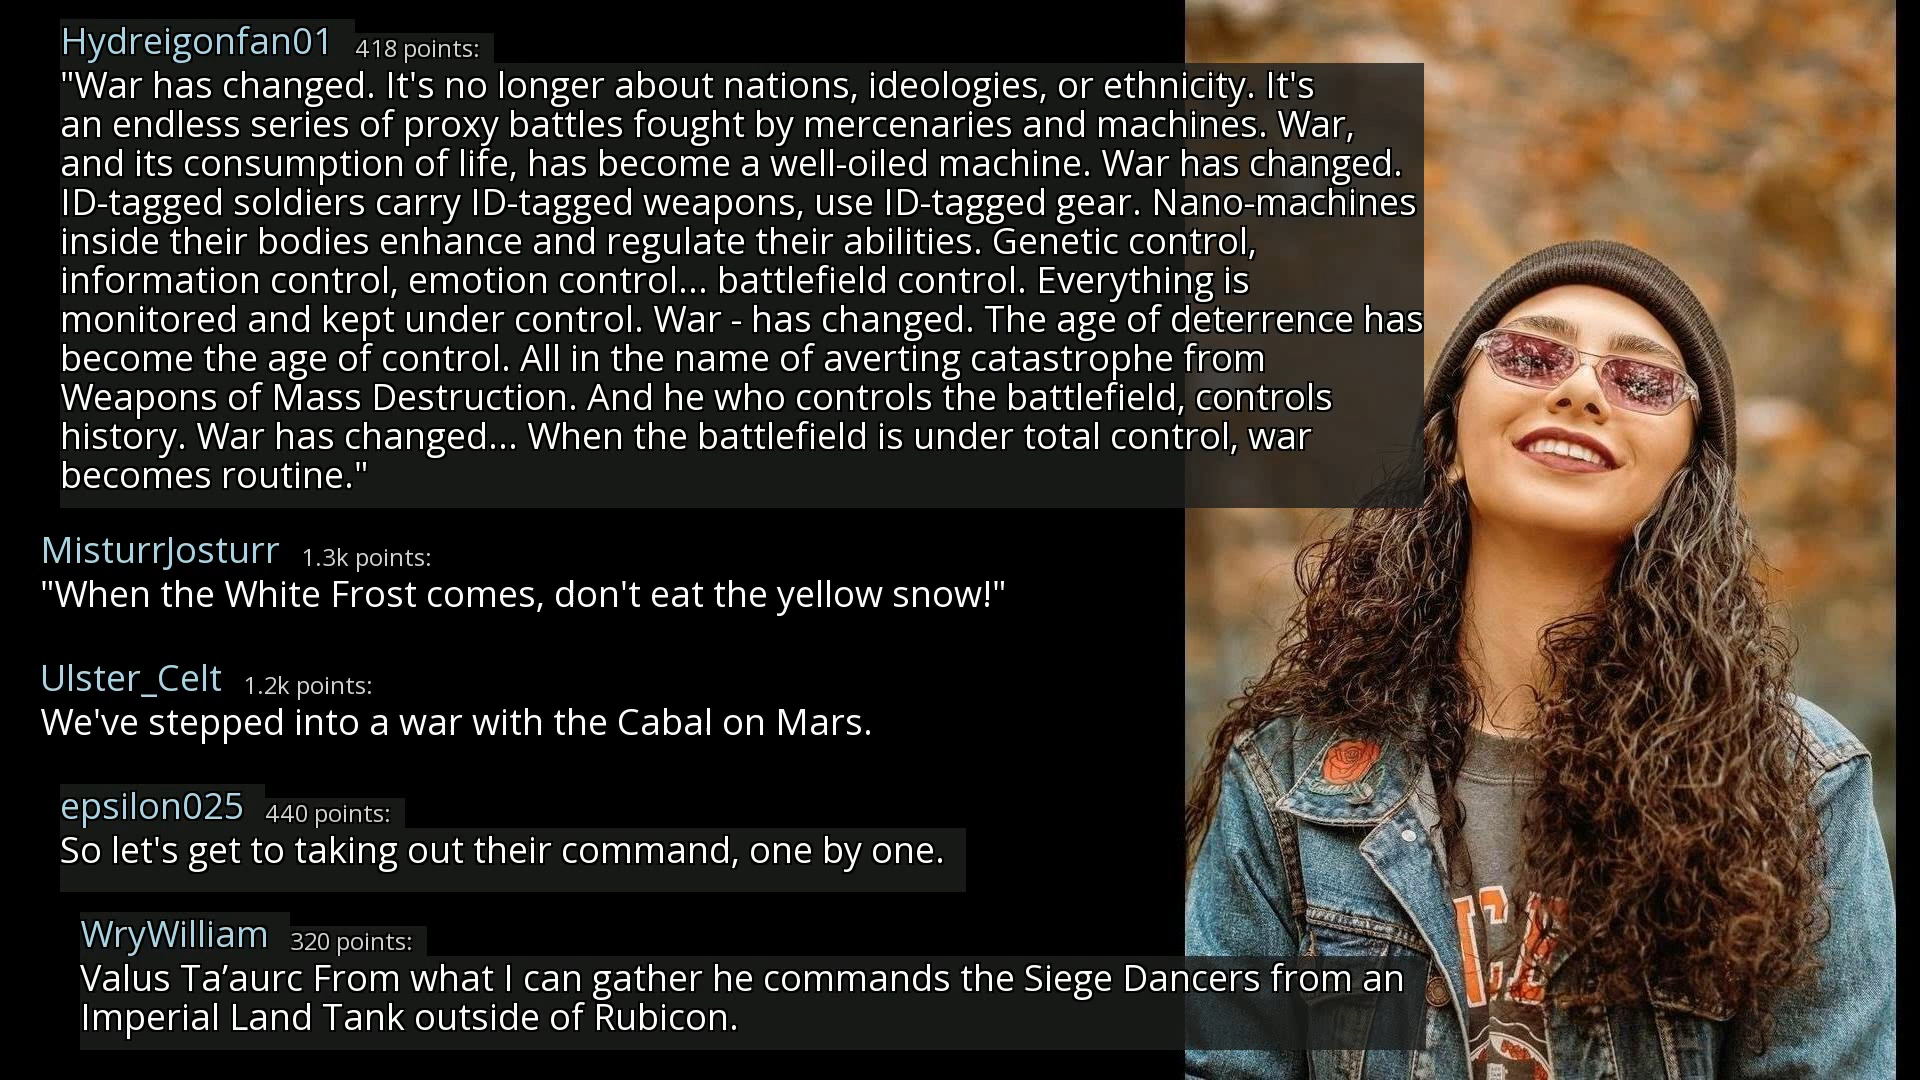 Hydreigonfan01 418 points:
"War has changed. It's no longer about nations, ideologies, or ethnicity. It's
an endless series of proxy battles fought by mercenaries and machines. War,
and its consumption of life, has become a well-oiled machine. War has changed.
ID-tagged soldiers carry ID-tagged weapons, use ID-tagged gear. Nano-machines
inside their bodies enhance and regulate their abilities. Genetic control,
information control, emotion control... battlefield control. Everything is
monitored and kept under control. War - has changed. The age of deterrence has
become the age of control. All in the name of averting catastrophe from
Weapons of Mass Destruction. And he who controls the battlefield, controls
history. War has changed... When the battlefield is under total control, war
becomes routine."
MisturrJosturr 1.3k points:
"When the White Frost comes, don't eat the yellow snow!"
Ulster_Celt 1.2k points:
We've stepped into a war with the Cabal on Mars.
epsilon025 440 points:
So let's get to taking out their command, one by one.
WryWilliam 320 points:
Valus Ta’aurc From what I can gather he commands the Siege Dancers from an
Imperial Land Tank outside of Rubicon.